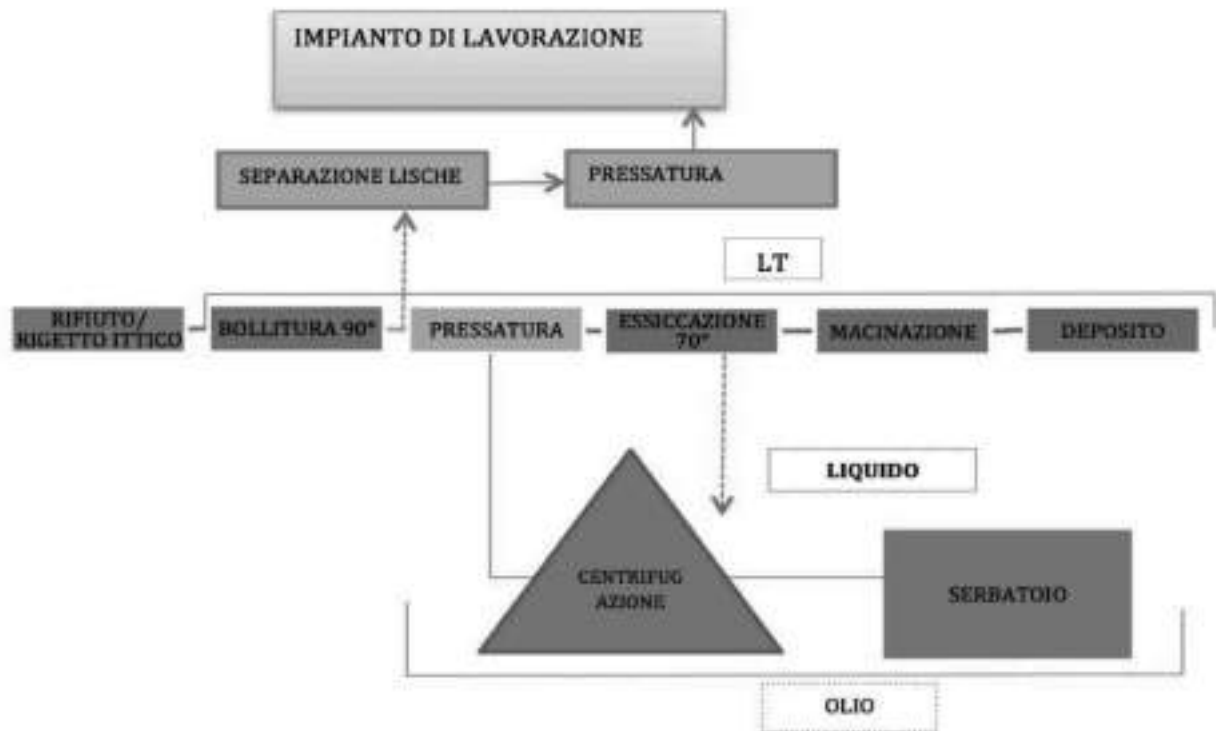 IMPIANTO DI LAVORAZIONE
SEPARAZIONE LISCHE
PRESSATURA
LT
RIFIUTO/
RIGETTO ITTICO
BOLLITURA 90°
PRESSATURA
ESSICCAZIONE
70°
MACINAZIONE
DEPOSITO
LIQUIDO
CENTRIFUG
AZIONE
SERBATOIO
OLIO